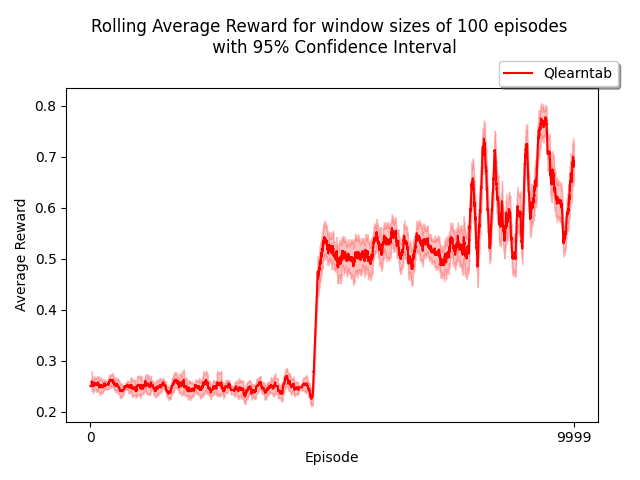 Rolling Average Reward for window sizes of 100 episodes
with 95% Confidence Interval
Qlearntab
0.8
0.7
0.6
0.5
0.4
0.3
0.2
Average Reward
0
9999
Episode